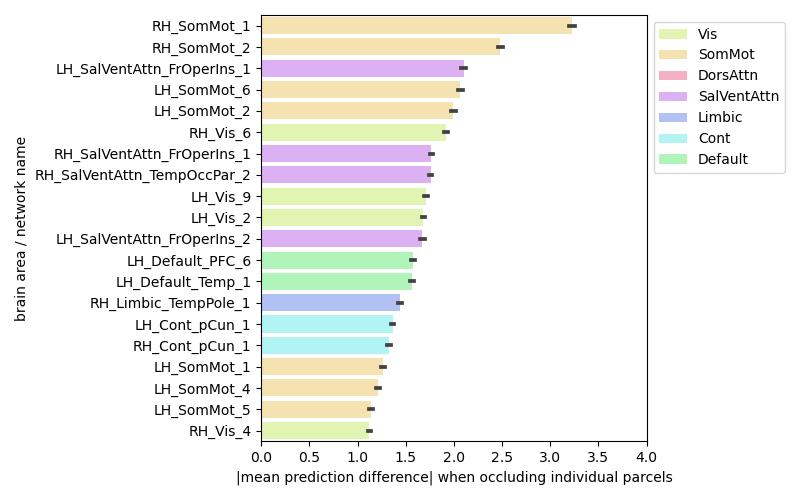 RH_SomMot_1
RH_SomMot_2
LH_SalVentAttn_FrOperIns_1
LH_SomMot_6
LH_SomMot_2
RH_Vis_6
RH_SalVentAttn_FrOperIns_1
RH_SalVentAttn_TempOccPar_2
LH_Vis_9
LH_Vis_2
LH_SalVentAttn_FrOperIns_2
LH_Default_PFC_6
LH_Default_Temp_1
RH_Limbic_TempPole_1
LH_Cont_pCun_1
RH_Cont_pCun_1
LH_SomMot_1
LH_SomMot_4
LH_SomMot_5
RH_Vis_4
brain area / network name
0.0 0.5 1.0 1.5 2.0 2.5 3.0 3.5 4.0
|mean prediction difference| when occluding individual parcels
Vis
SomMot
DorsAttn
SalVentAttn
Limbic
Cont
Default